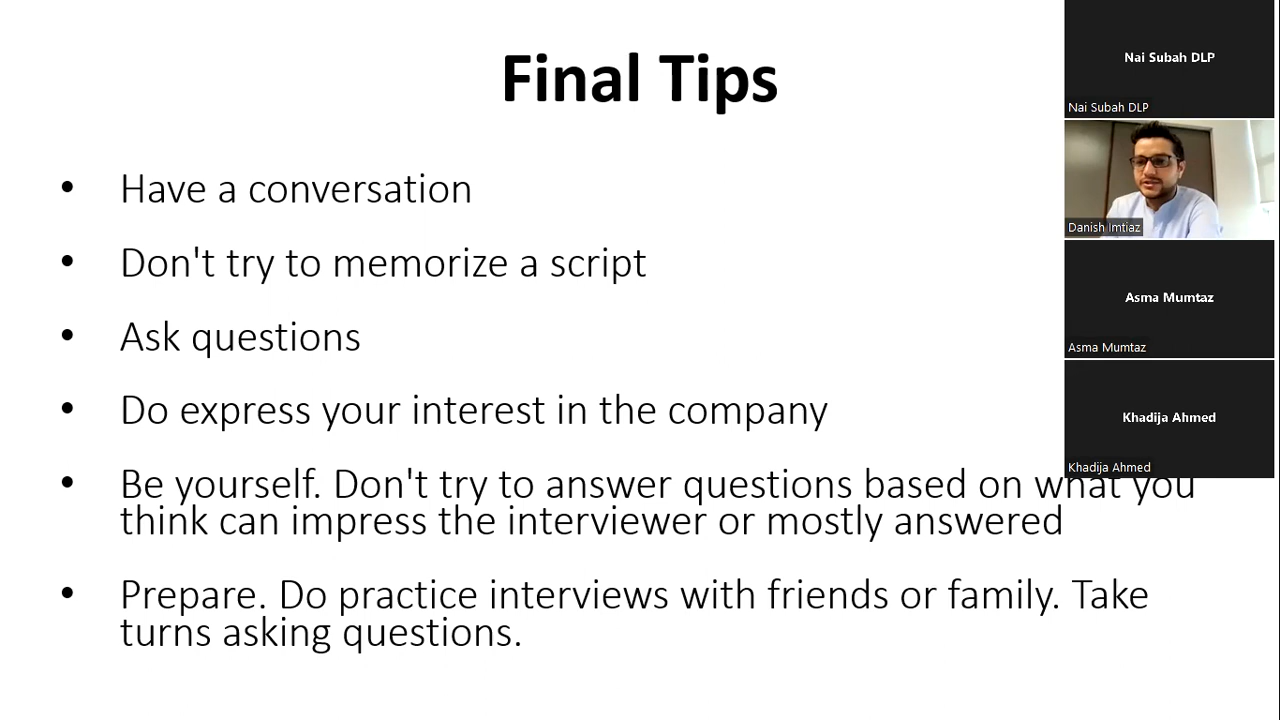 Final Tips
• Have a conversation
• Don't try to memorize a script
• Ask questions
• Do express your interest in the company
• Be yourself. Don't try to answer questions based on what you
think can impress the interviewer or mostly answered
• Prepare. Do practice interviews with friends or family. Take
turns asking questions.
Nai Subah DLP
Nai Subah DLP
Danish Imtiaz
Asma Mumtaz
Asma Mumtaz
Khadija Ahmed
Khadija Ahmed